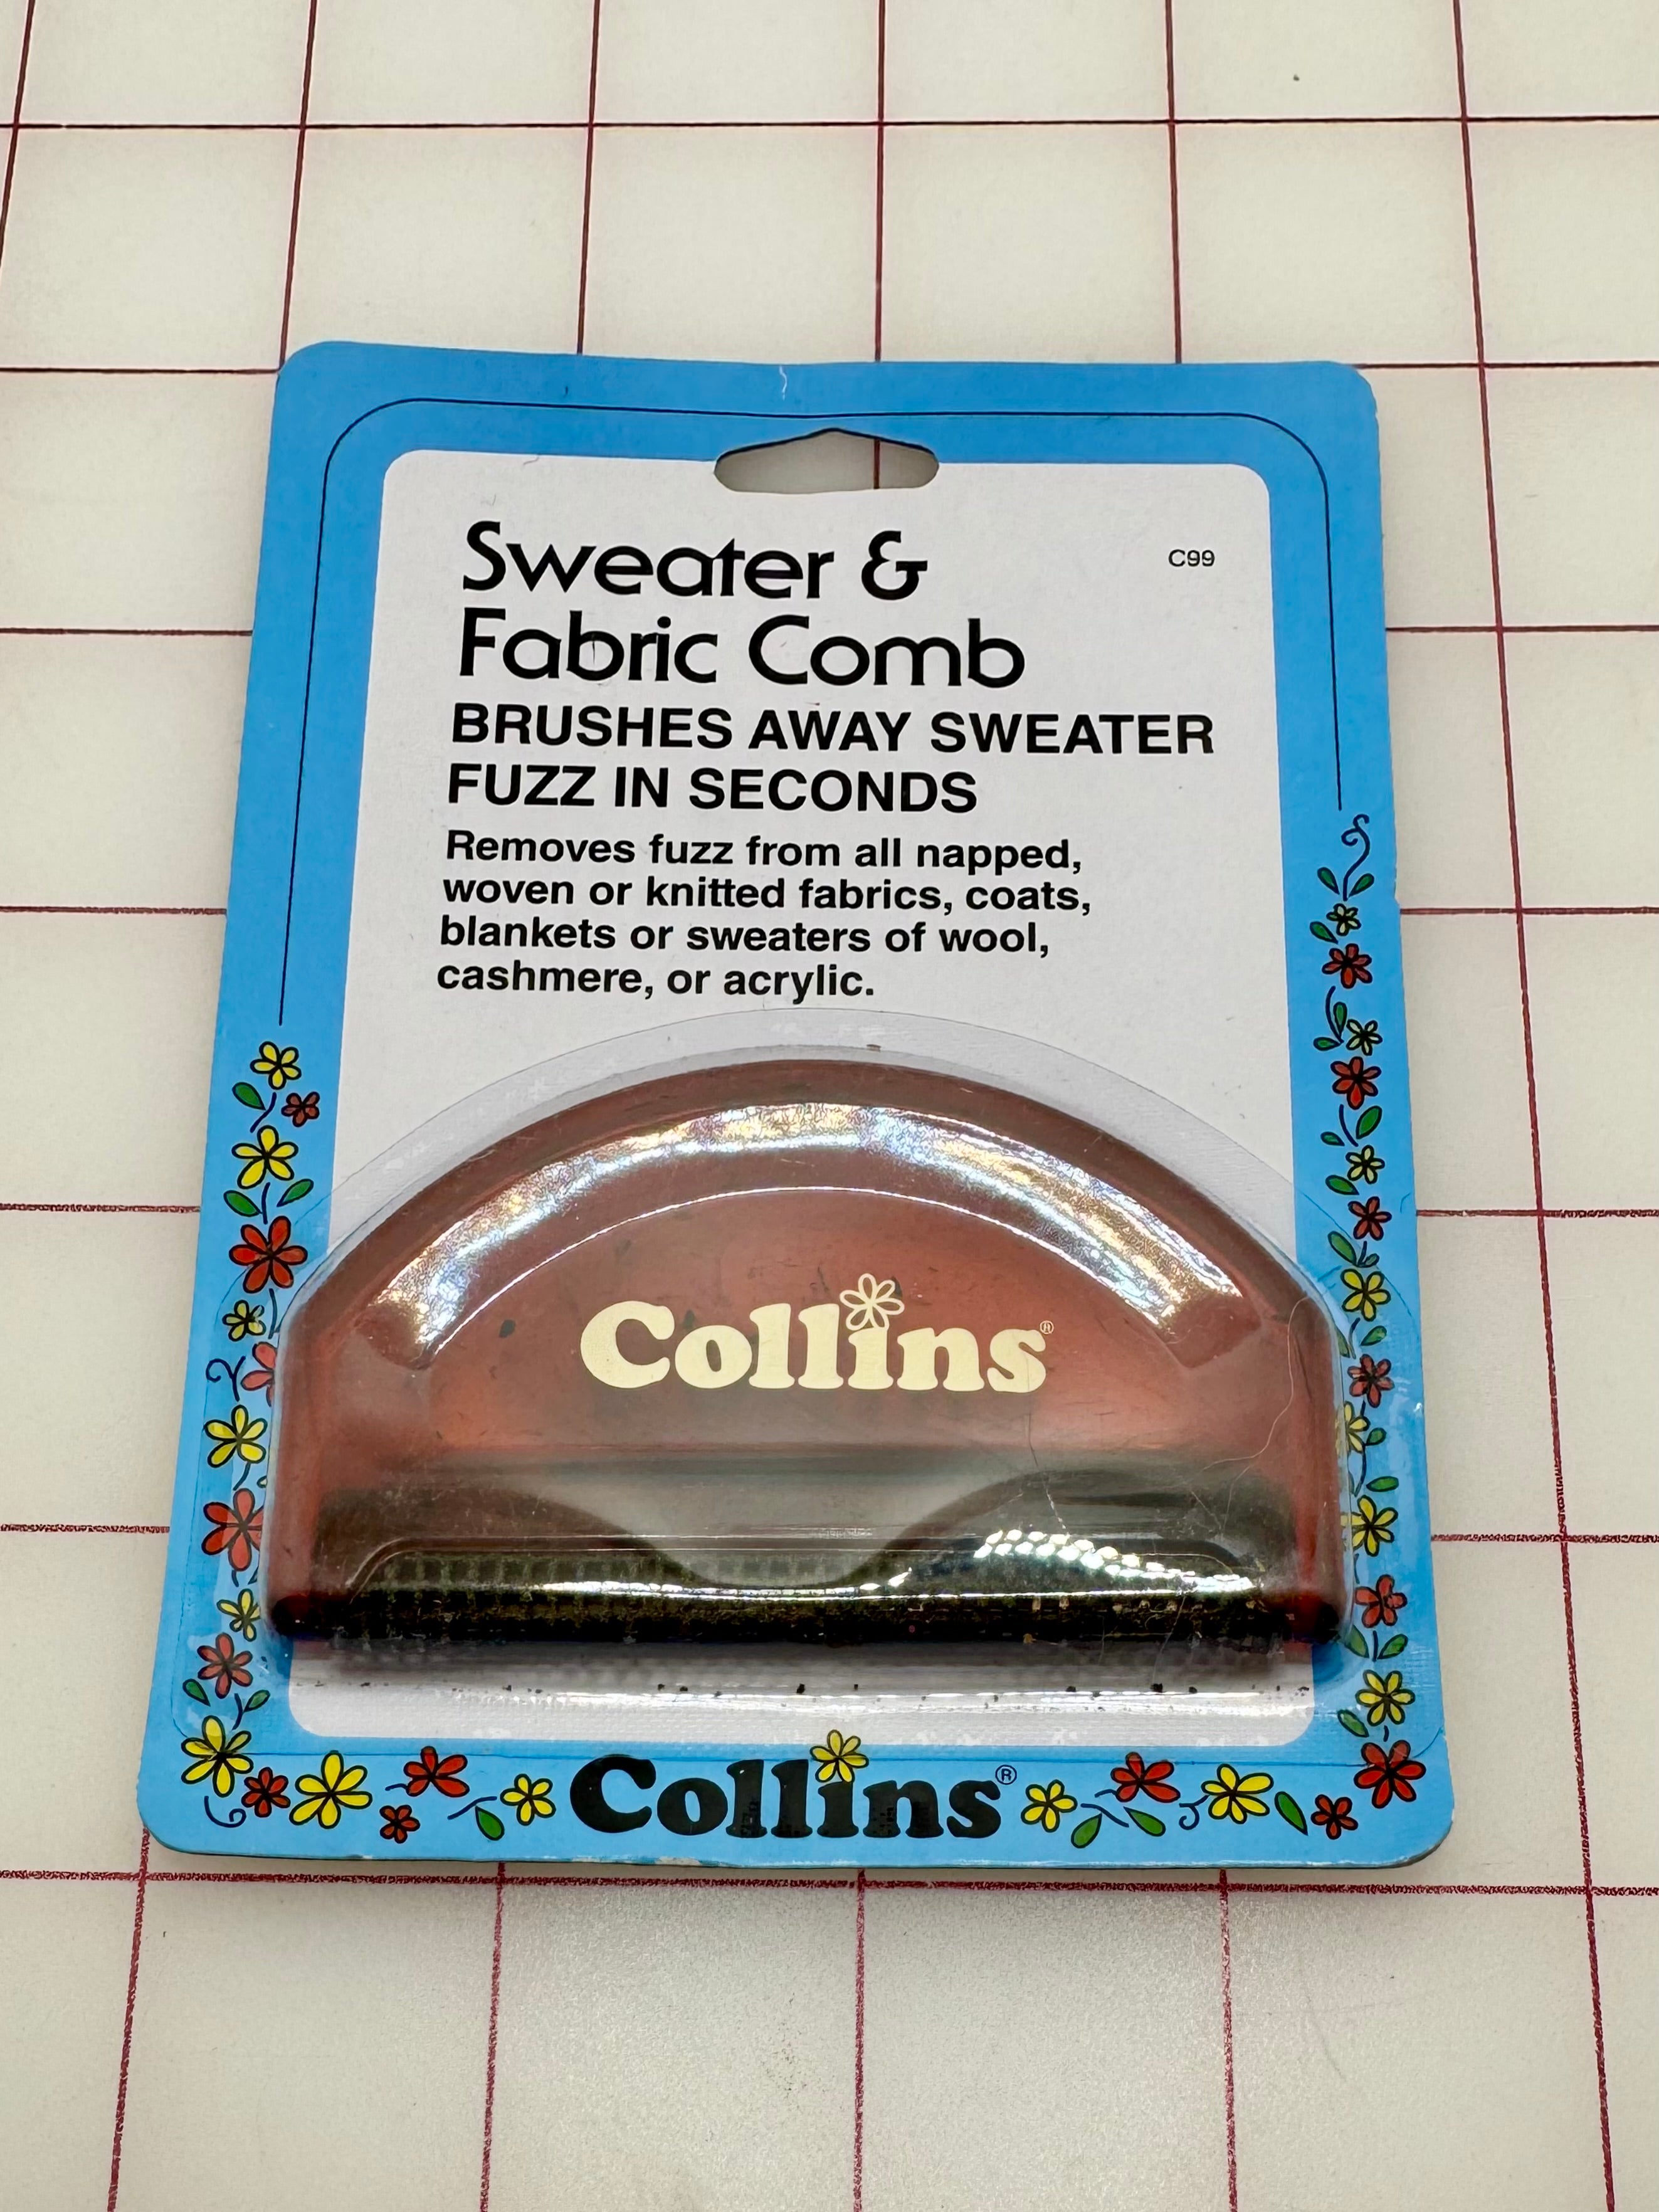 Sweater &
C99
Fabric Comb
BRUSHES AWAY SWEATER
FUZZ IN SECONDS
Removes fuzz from all napped,
woven or knitted fabrics, coats,
blankets or sweaters of wool,
cashmere, or acrylic.
Collins®
Collins®